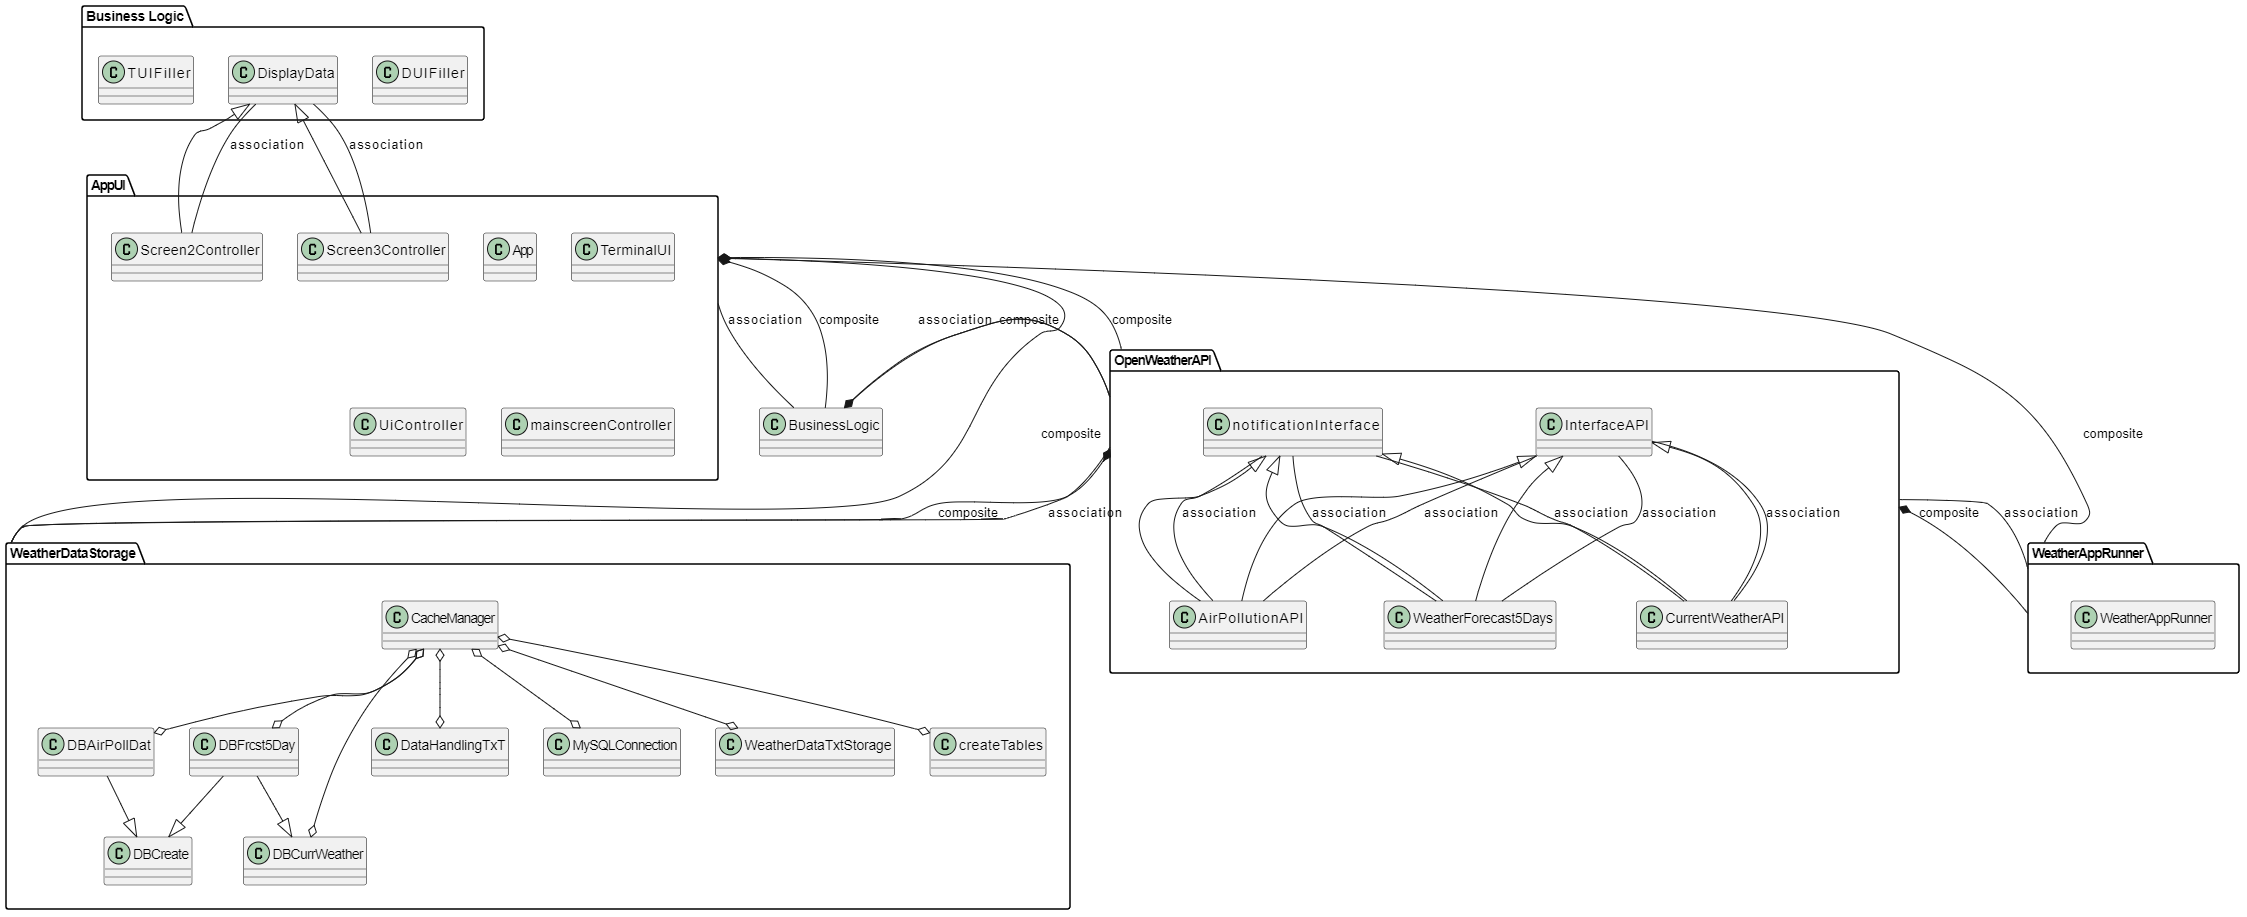 Business Logic
C TUIFiller
C DisplayData
C DUIFiller
association
association
AppUI
C Screen2Controller
C Screen3Controller
C App
C TerminalUI
association
composite
association
composite
composite
OpenWeatherAPI
C UiController
C mainscreenController
C BusinessLogic
C notificationInterface
C InterfaceAPI
composite
composite
composite
association
association
association
association
association
association
association
composite
association
WeatherDataStorage
WeatherAppRunner
C CacheManager
C AirPollutionAPI
C WeatherForecast5Days
C CurrentWeatherAPI
C WeatherAppRunner
C DBAirPollDat
C DBFrcst5Day
C DataHandlingTxT
C MySQLConnection
C WeatherDataTxtStorage
C createTables
C DBCreate
C DBCurrWeather